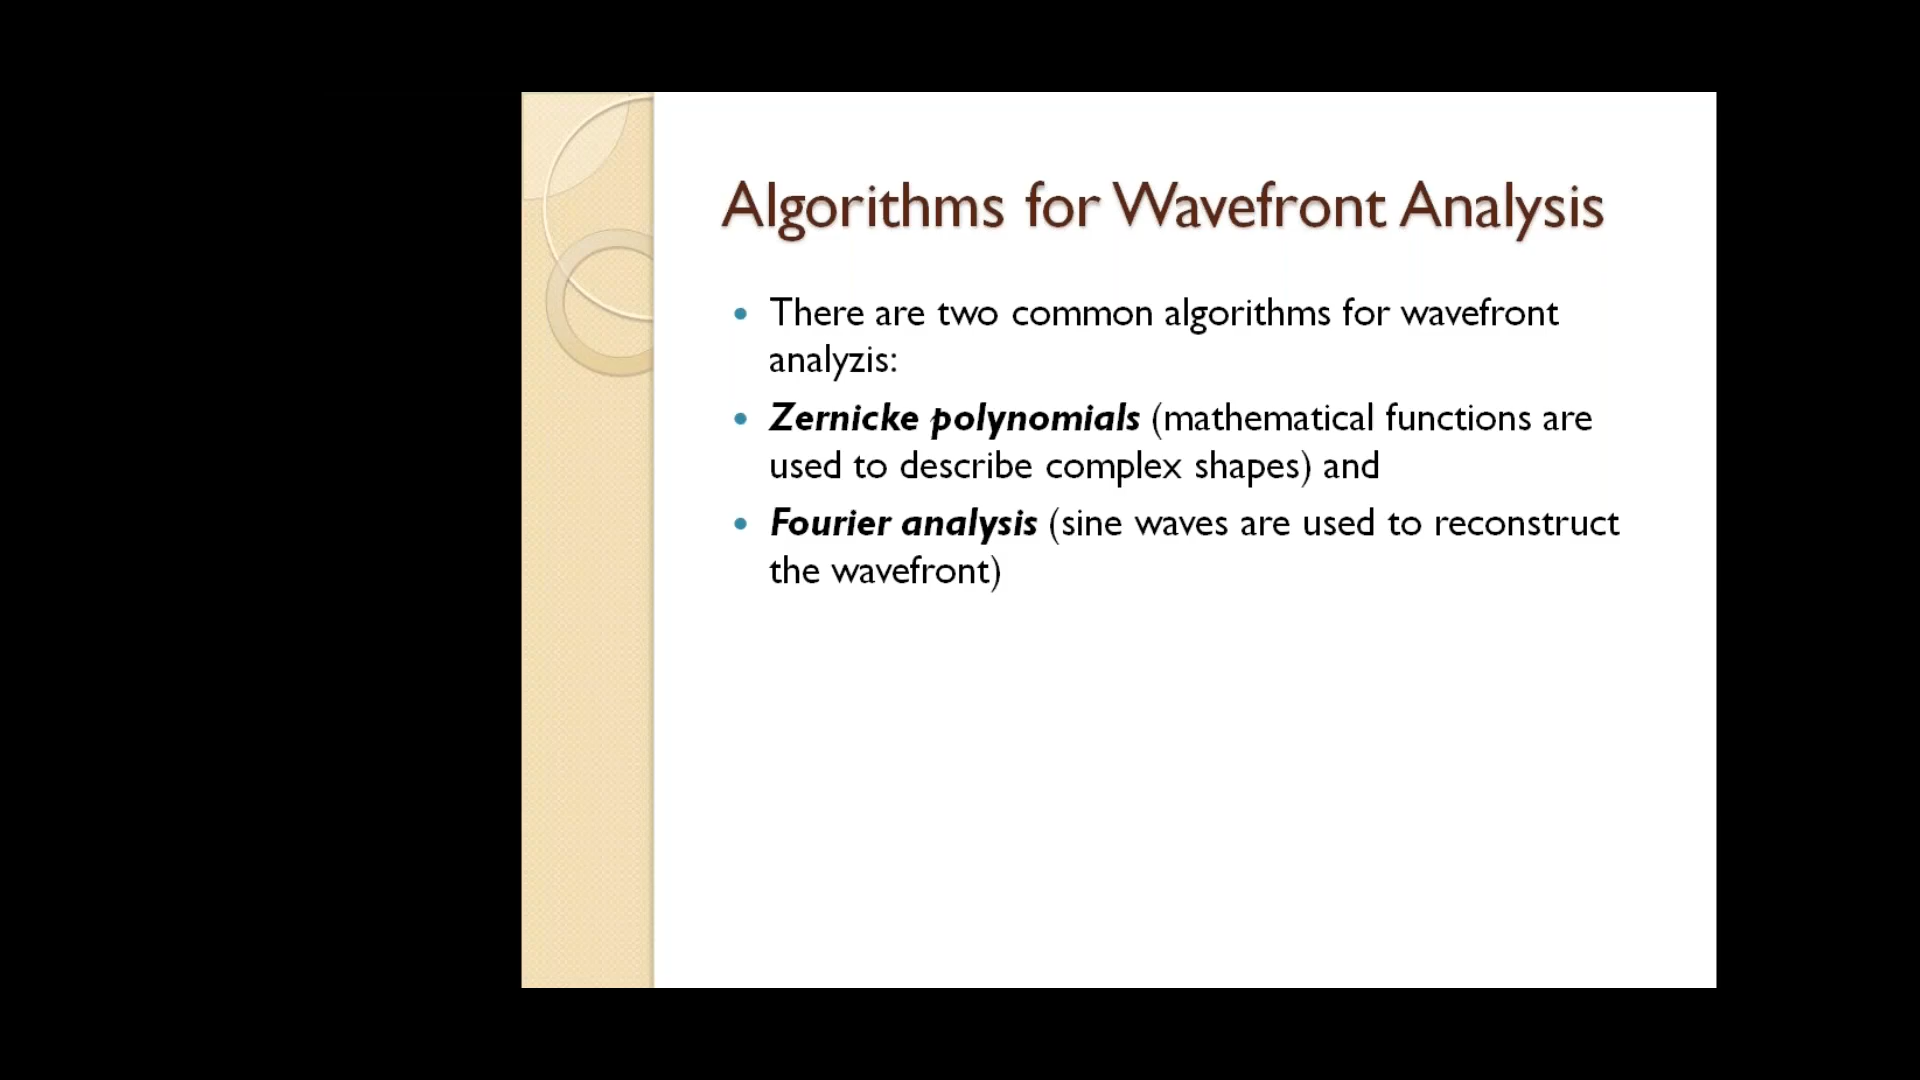 Algorithms for Wavefront Analysis
• There are two common algorithms for wavefront
analyzis:
• Zernicke polynomials (mathematical functions are
used to describe complex shapes) and
• Fourier analysis (sine waves are used to reconstruct
the wavefront)